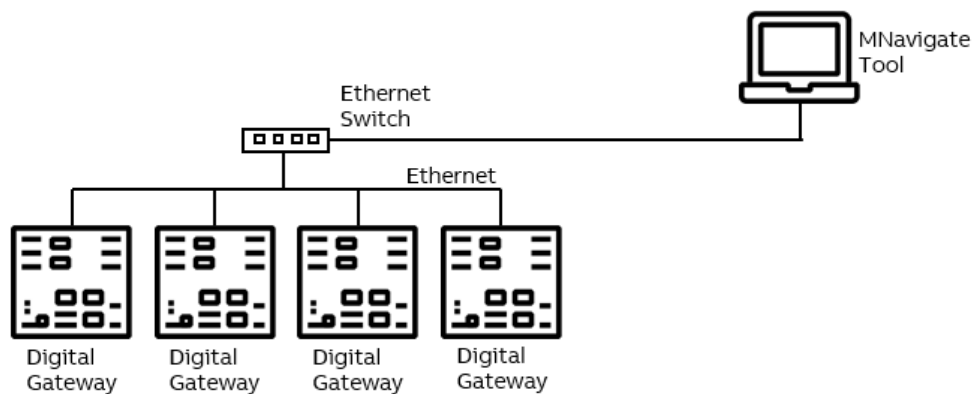 MNavigate
Tool
Ethernet
Switch
Ethernet
Digital
Gateway
Digital
Gateway
Digital
Gateway
Digital
Gateway